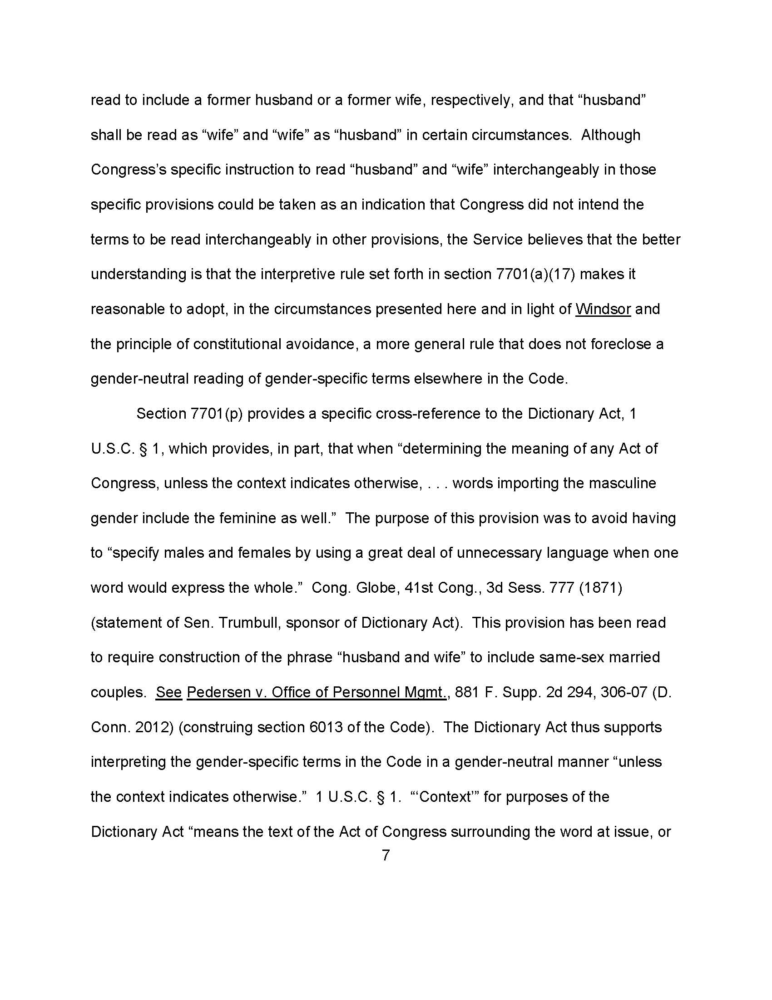 read to include a former husband or a former wife, respectively, and that “husband”
shall be read as “wife” and “wife” as “husband” in certain circumstances.  Although
Congress’s specific instruction to read “husband” and “wife” interchangeably in those
specific provisions could be taken as an indication that Congress did not intend the
terms to be read interchangeably in other provisions, the Service believes that the better
understanding is that the interpretive rule set forth in section 7701(a)(17) makes it
reasonable to adopt, in the circumstances presented here and in light of Windsor and
the principle of constitutional avoidance, a more general rule that does not foreclose a
gender-neutral reading of gender-specific terms elsewhere in the Code.
Section 7701(p) provides a specific cross-reference to the Dictionary Act, 1
U.S.C. § 1, which provides, in part, that when “determining the meaning of any Act of
Congress, unless the context indicates otherwise, . . . words importing the masculine
gender include the feminine as well.”  The purpose of this provision was to avoid having
to “specify males and females by using a great deal of unnecessary language when one
word would express the whole.”  Cong. Globe, 41st Cong., 3d Sess. 777 (1871)
(statement of Sen. Trumbull, sponsor of Dictionary Act).  This provision has been read
to require construction of the phrase “husband and wife” to include same-sex married
couples.  See Pedersen v. Office of Personnel Mgmt., 881 F. Supp. 2d 294, 306-07 (D.
Conn. 2012) (construing section 6013 of the Code).  The Dictionary Act thus supports
interpreting the gender-specific terms in the Code in a gender-neutral manner “unless
the context indicates otherwise.”  1 U.S.C. § 1.  “‘Context’” for purposes of the
Dictionary Act “means the text of the Act of Congress surrounding the word at issue, or
7